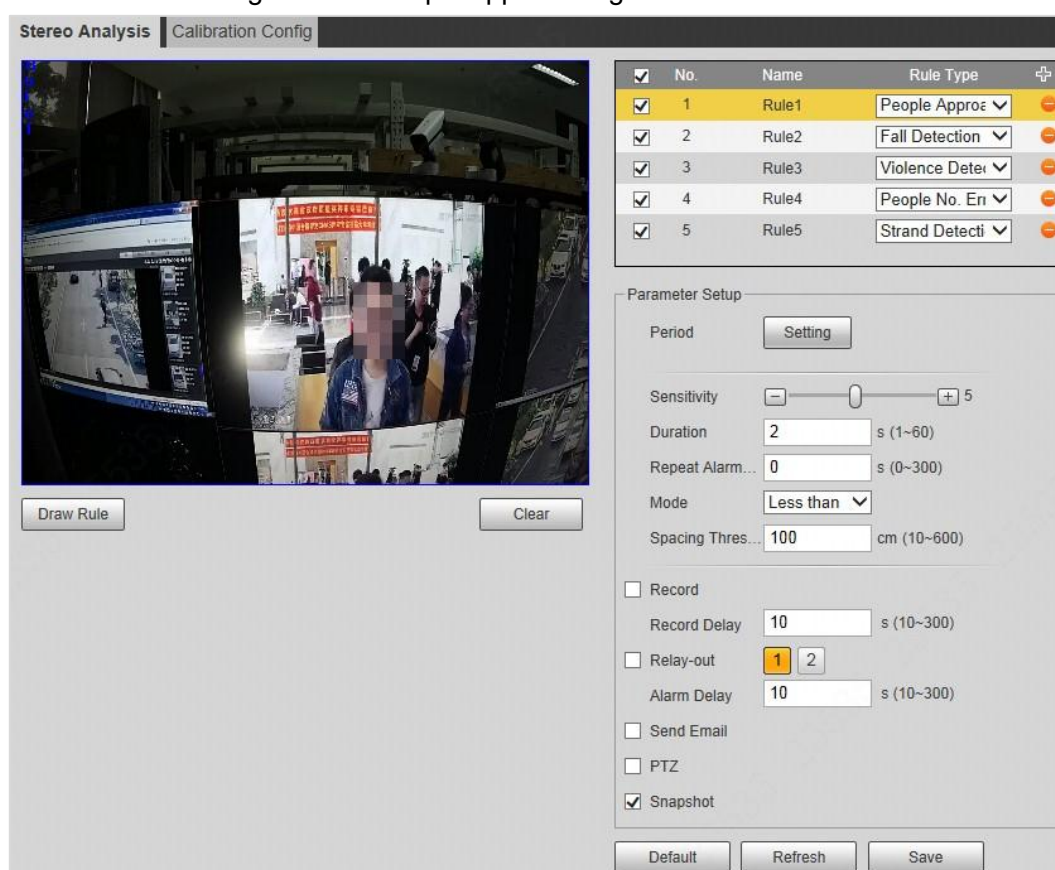 Stereo Analysis Calibration Config
No. Name Rule Type
1 Rule1 People Approa
2 Rule2 Fall Detection
3 Rule3 Violence Detec
4 Rule4 People No. Err
5 Rule5 Strand Detecti
Parameter Setup
Period Setting
Sensitivity 5
Duration 2 s (1~60)
Repeat Alarm... 0 s (0~300)
Mode Less than
Spacing Thres... 100 cm (10~600)
Draw Rule Clear
Record
Record Delay 10 s (10~300)
Relay-out 1 2
Alarm Delay 10 s (10~300)
Send Email
PTZ
Snapshot
Default Refresh Save